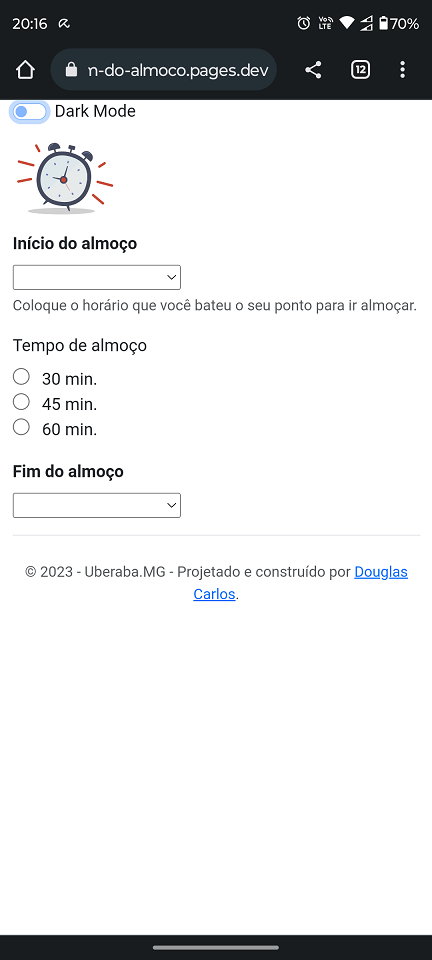 20:16
Vo))
LTE
70%
n-do-almoco.pages.dev
12
Dark Mode
Início do almoço
Coloque o horário que você bateu o seu ponto para ir almoçar.
Tempo de almoço
30 min.
45 min.
60 min.
Fim do almoço
© 2023 - Uberaba.MG - Projetado e construído por Douglas
Carlos.